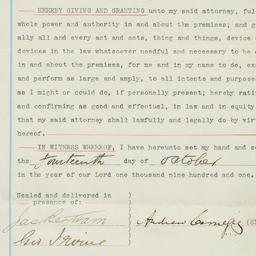 HEREBY GIVING AND GRANTING unto my said attorney, ful
whole power and authority in and about the premises; and g
ally all and every act and acts, thing and things, device
devices in the law whatsoever needful and necessary to be
in and about the premises, for me and in my name to do, ex
and perform as large and amply, to all intents and purpose
as I might or could do, if personally present; hereby rati
and confirming as good and effectual, in law and in equity
that my said attorney shall lawfully and legally do by virt
hereof.
IN WITNESS WHEREOF, I have hereunto set my hand and s
the fourteenth day of October
in the year of our Lord one thousand nine hundred and one.
Sealed and delivered in
presence of:
Jas Bertram
Andrew Carnegie